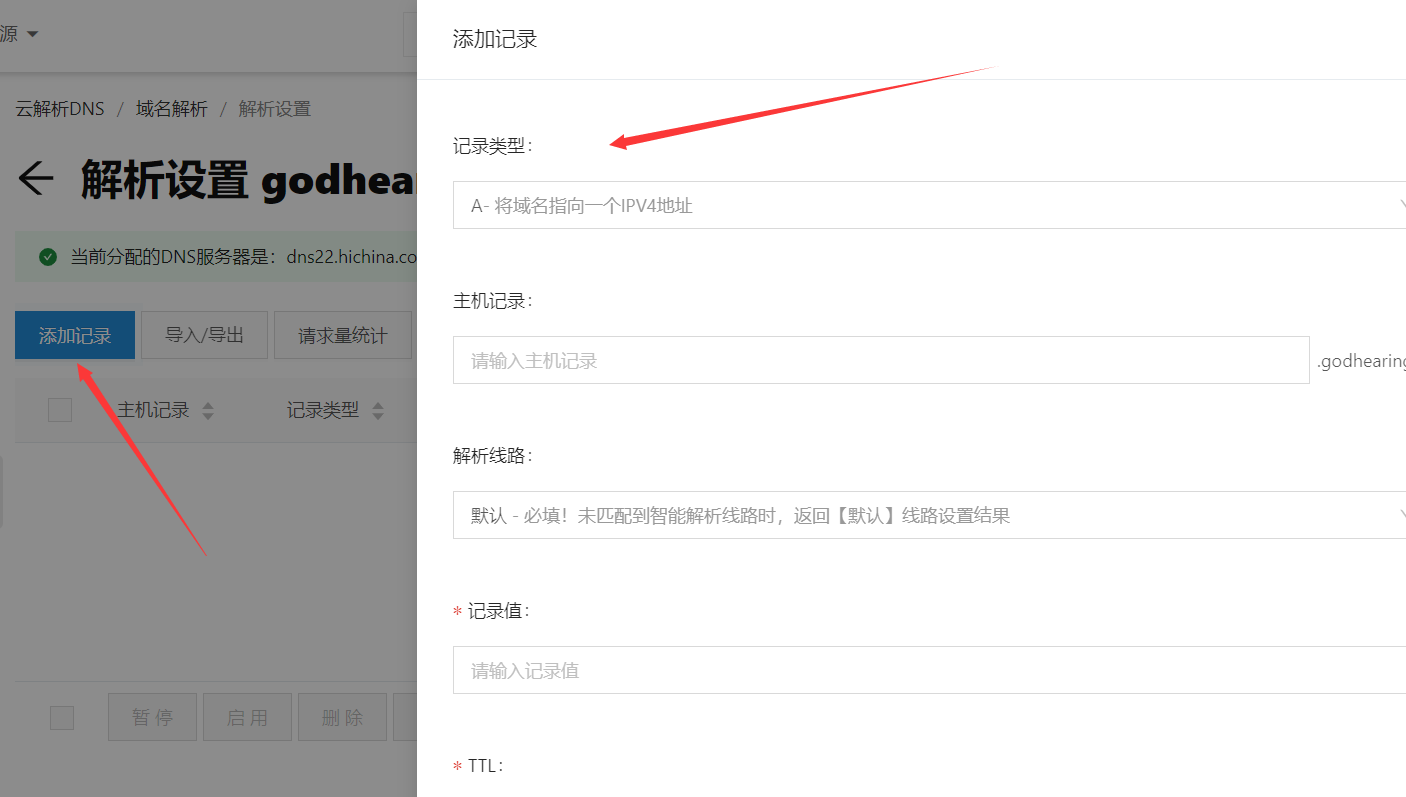 源
云解析DNS / 域名解析 / 解析设置
解析设置 godhear
当前分配的DNS服务器是：dns22.hichina.co
添加记录 导入/导出 请求量统计
主机记录 记录类型
暂停 启用 删除
添加记录
记录类型：
A- 将域名指向一个IPV4地址
主机记录：
请输入主机记录 .godhearing
解析线路：
默认 - 必填！未匹配到智能解析线路时，返回【默认】线路设置结果
* 记录值：
请输入记录值
* TTL：